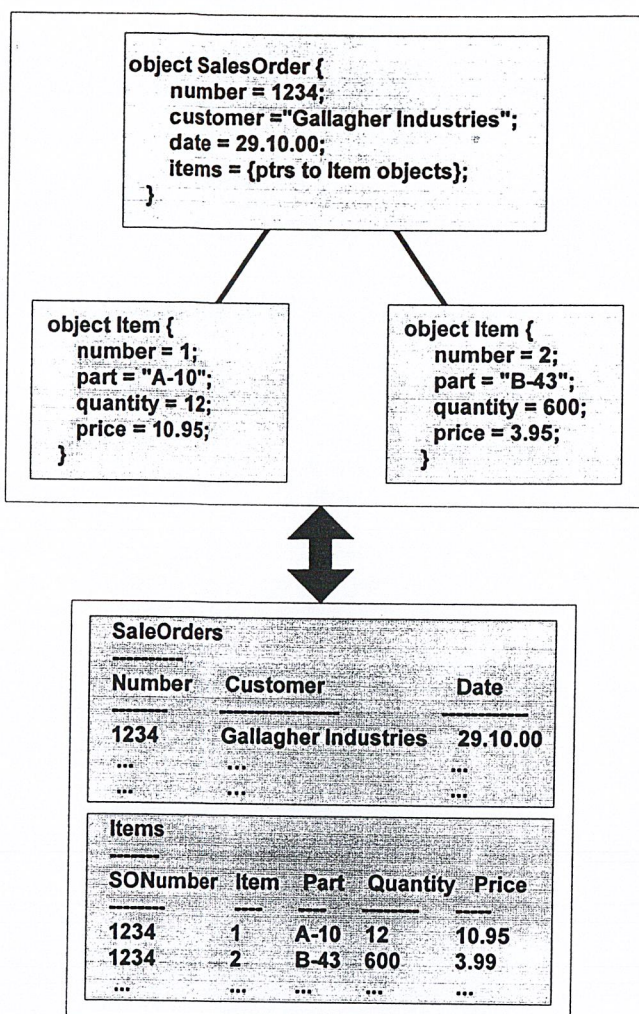 object SalesOrder {
number = 1234;
customer ="Gallagher Industries";
date = 29.10.00;
items = {ptrs to Item objects};
}
object Item {
number = 1;
part = "A-10";
quantity = 12;
price = 10.95;
}
object Item {
number = 2;
part = "B-43";
quantity = 600;
price = 3.95;
}
SaleOrders
----------
Number Customer Date
1234 Gallagher Industries 29.10.00
... ... ...
... ... ...
Items
-------
SONumber Item Part Quantity Price
1234 1 A-10 12 10.95
1234 2 B-43 600 3.99
... ... ... ... ...